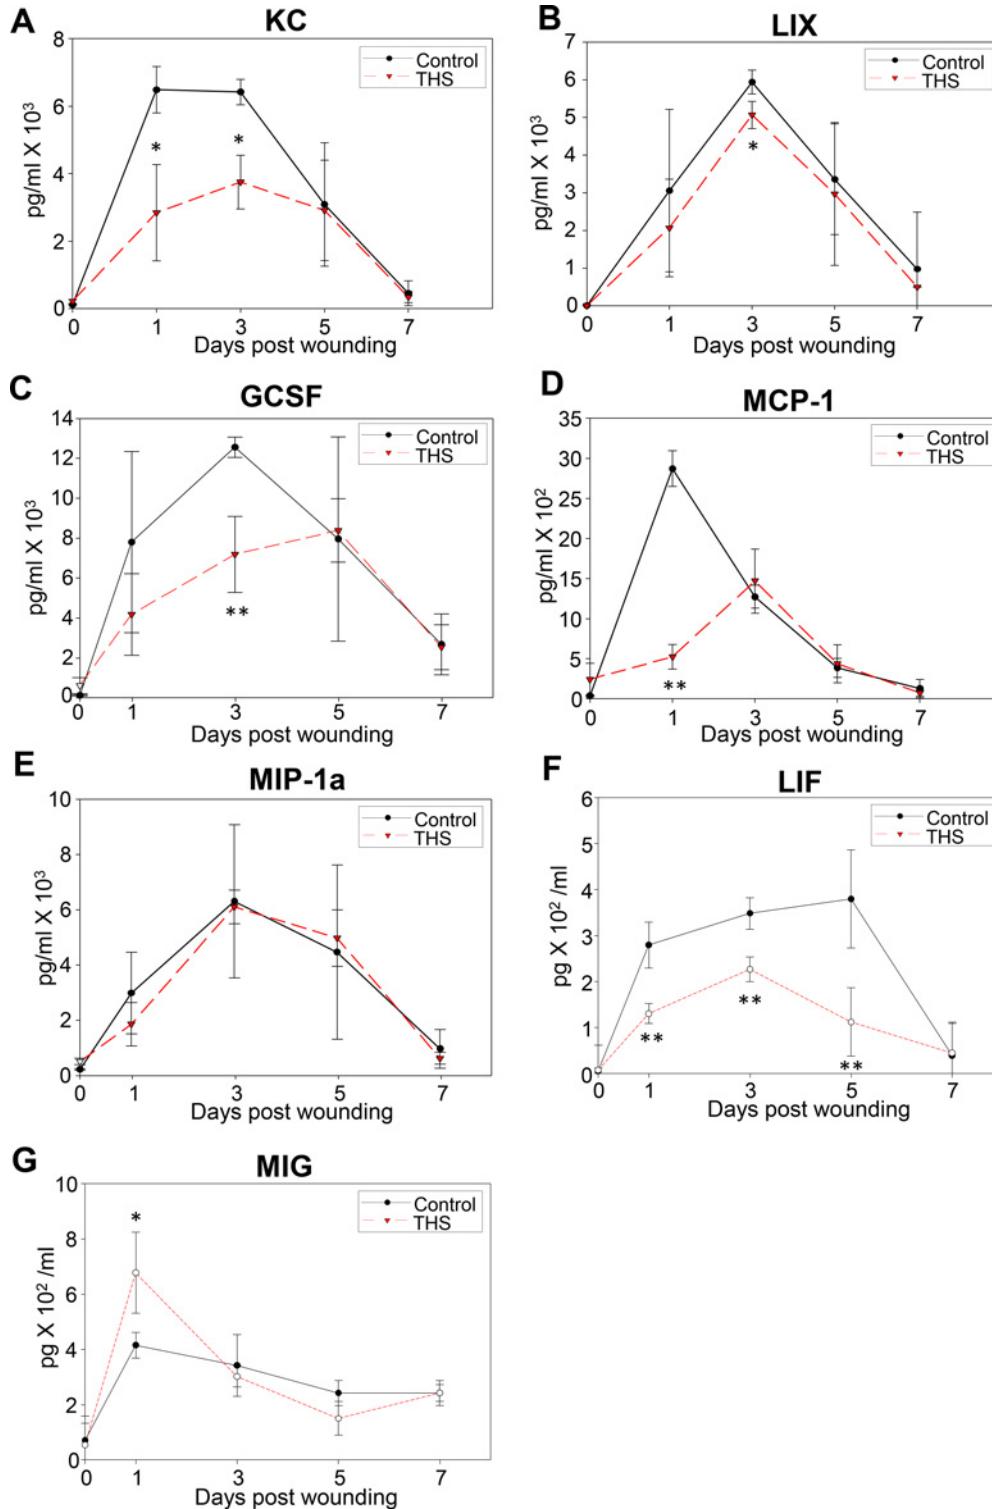 A
KC
8
6
4
2
0
pg/ml X 10³
Control
THS
*
*
0 1 3 5 7
Days post wounding
B
LIX
7
6
5
4
3
2
1
0
pg/ml X 10³
Control
THS
*
0 1 3 5 7
Days post wounding
C
GCSF
14
12
10
8
6
4
2
0
pg/ml X 10³
Control
THS
**
0 1 3 5 7
Days post wounding
D
MCP-1
35
30
25
20
15
10
5
0
pg/ml X 10²
Control
THS
**
0 1 3 5 7
Days post wounding
E
MIP-1a
10
8
6
4
2
0
pg/ml X 10³
Control
THS
0 1 3 5 7
Days post wounding
F
LIF
6
5
4
3
2
1
0
pg X 10² /ml
Control
THS
**
**
**
0 1 3 5 7
Days post wounding
G
MIG
10
8
6
4
2
0
pg X 10² /ml
Control
THS
*
0 1 3 5 7
Days post wounding